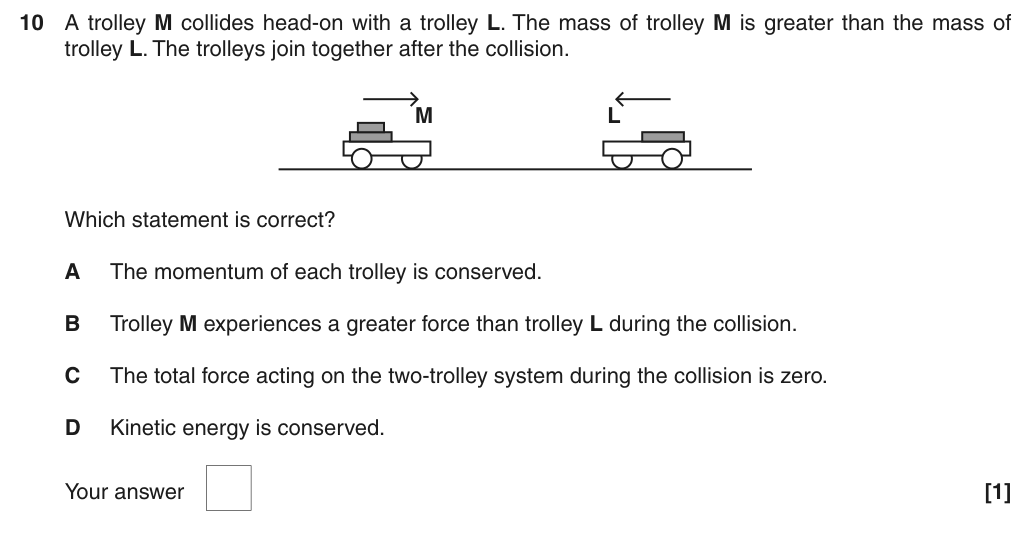 10 A trolley M collides head-on with a trolley L. The mass of trolley M is greater than the mass of
trolley L. The trolleys join together after the collision.
M
L
Which statement is correct?
A The momentum of each trolley is conserved.
B Trolley M experiences a greater force than trolley L during the collision.
C The total force acting on the two-trolley system during the collision is zero.
D Kinetic energy is conserved.
Your answer
[1]